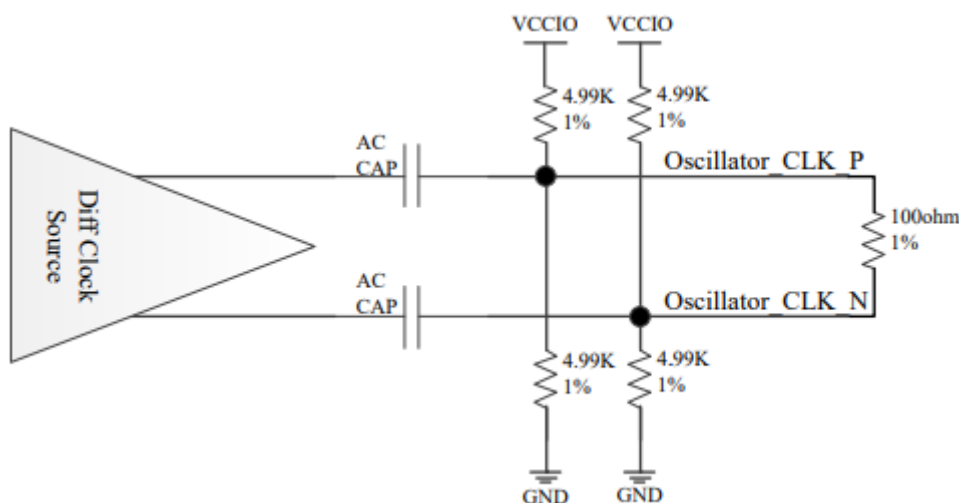 VCCIO
VCCIO
4.99K
1%
4.99K
1%
AC
CAP
Oscillator_CLK_P
Diff Clock
Source
100ohm
1%
AC
CAP
Oscillator_CLK_N
4.99K
1%
4.99K
1%
GND
GND